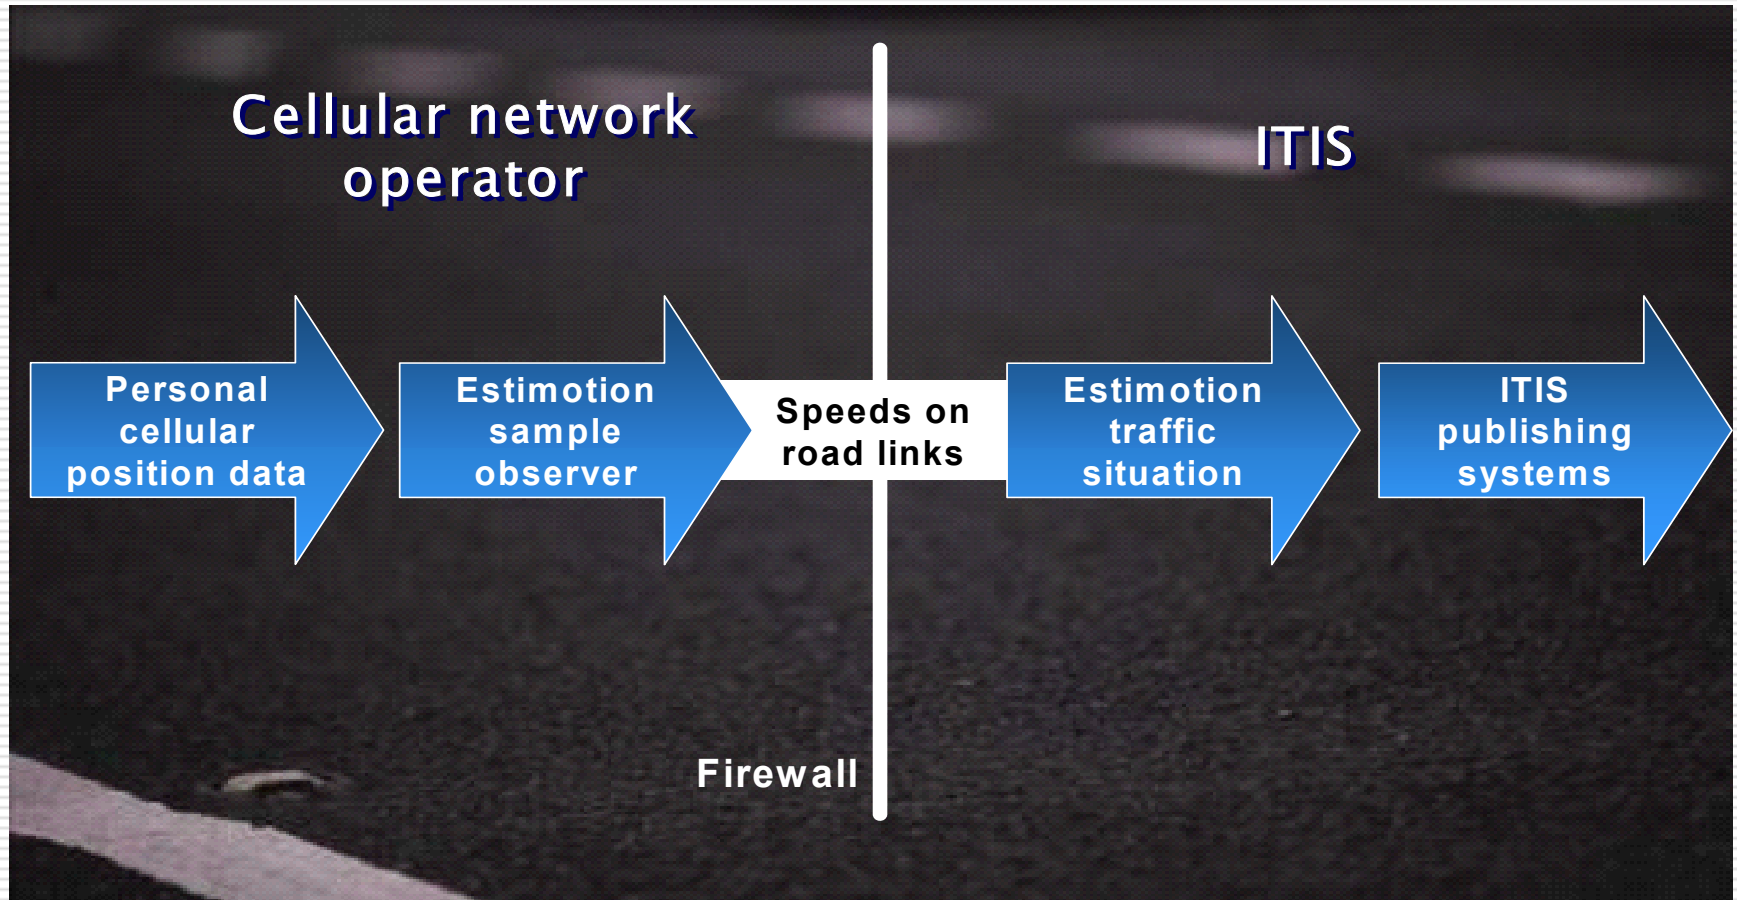 Cellular network
operator
ITIS
Personal
cellular
position data
Estimotion
sample
observer
Speeds on
road links
Estimotion
traffic
situation
ITIS
publishing
systems
Firewall